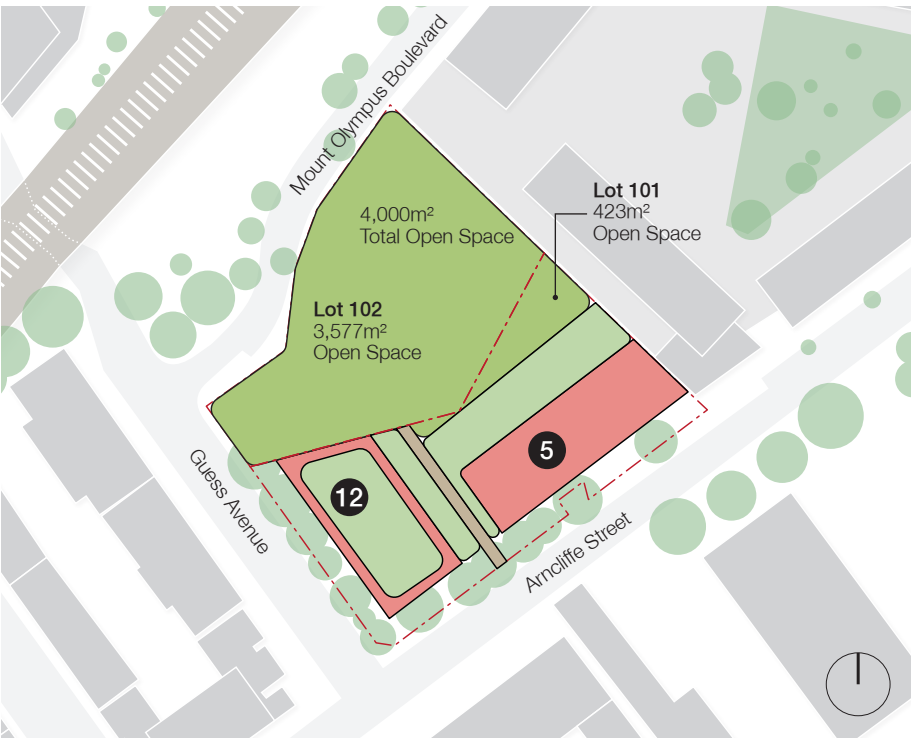 Mount Olympus Boulevard
4,000m²
Total Open Space
Lot 101
423m²
Open Space
Lot 102
3,577m²
Open Space
5
12
Guess Avenue
Arncliffe Street